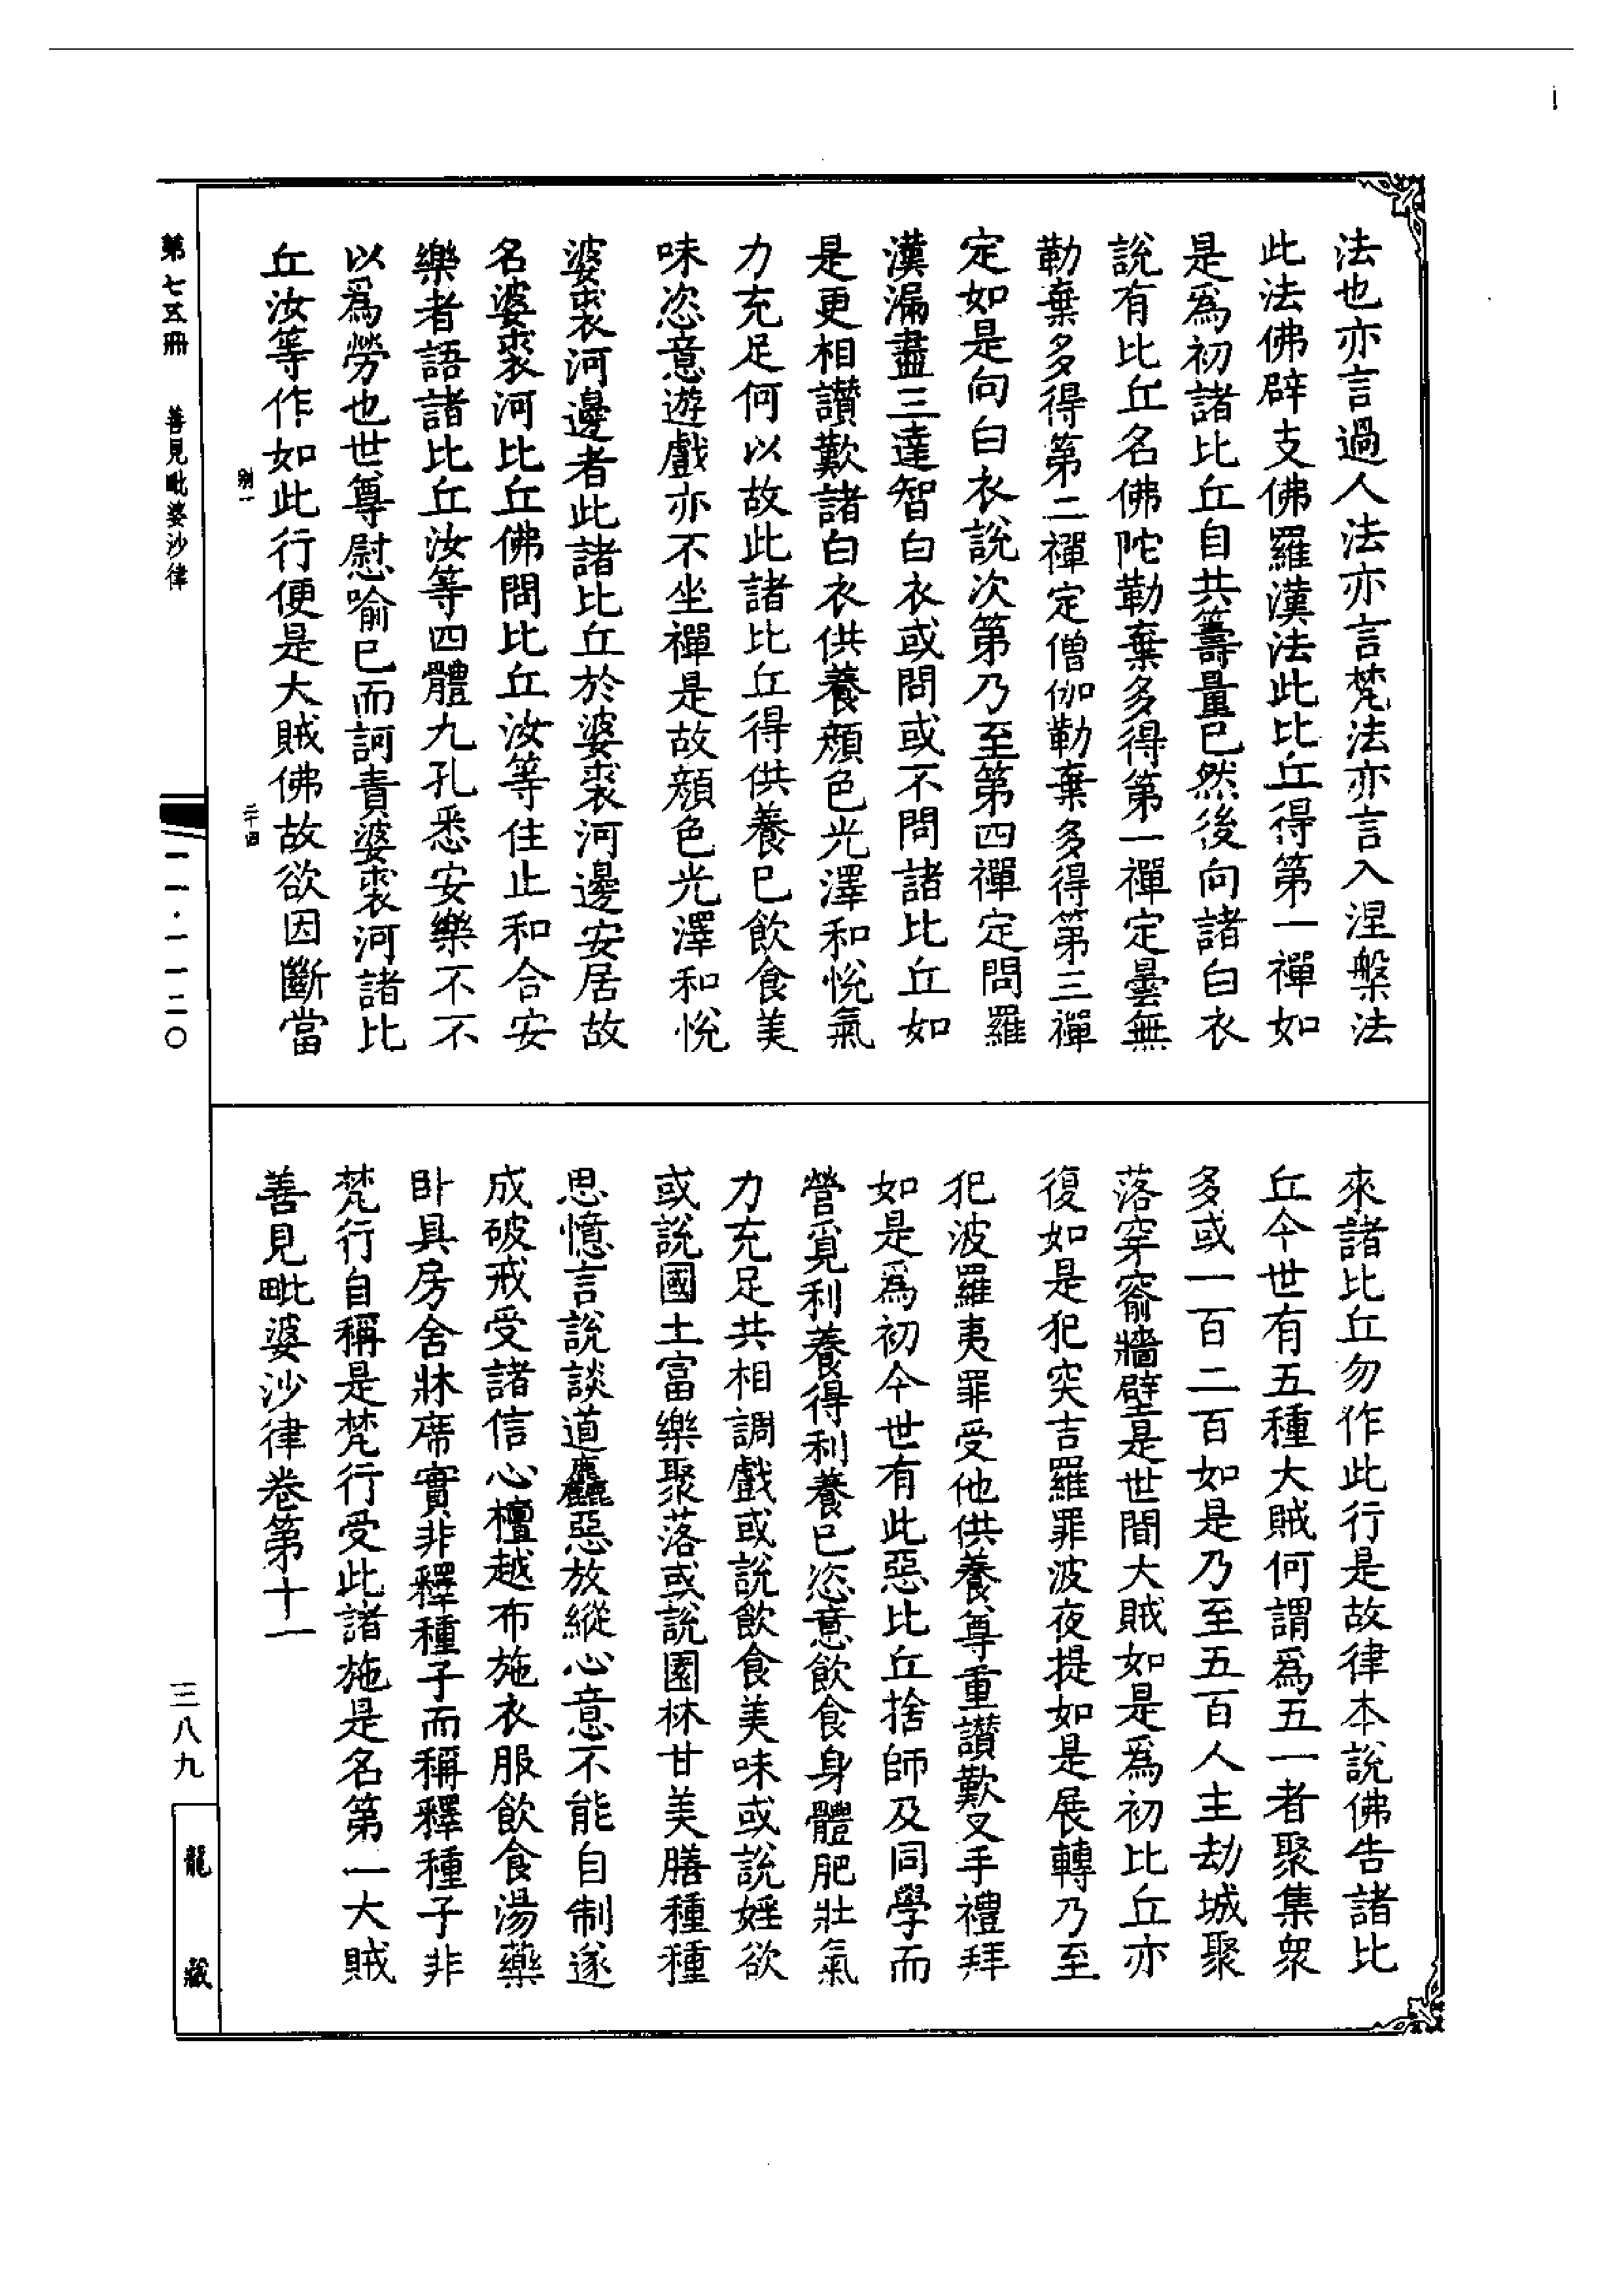 法也亦言過人法亦言梵法亦言入涅槃法
此法佛辟支佛羅漢法此比丘得第一禪如
是爲初諸比丘自共籌量已然後向諸白衣
說有比丘名佛陀勒棄多得第一禪定曇無
勒棄多得第二禪定僧伽勒棄多得第三禪
定如是向白衣說次第乃至第四禪定問羅
漢漏盡三達智白衣或問或不問諸比丘如
是更相讚歎諸白衣供養顏色光澤和悅氣
力充足何以故此諸比丘得供養已飲食美
味恣意遊戲亦不坐禪是故顏色光澤和悅
婆裘河邊者此諸比丘於婆裘河邊安居故
名婆裘河比丘佛問比丘汝等住止和合安
樂者語諸比丘汝等四體九孔悉安樂不不
以爲勞也世尊慰喻已而訶責婆裘河諸比
丘汝等作如此行便是大賊佛故欲因斷當
別一
二十四
來諸比丘勿作此行是故律本說佛告諸比
丘今世有五種大賊何謂爲五一者聚集衆
多或一百二百如是乃至五百人主劫城聚
落穿窬牆壁是世間大賊如是爲初比丘亦
復如是犯突吉羅罪波夜提如是展轉乃至
犯波羅夷罪受他供養尊重讚歎叉手禮拜
如是爲初今世有此惡比丘捨師及同學而
營覓利養得利養已恣意飲食身體肥壯氣
力充足共相調戲或說飲食美味或說婬欲
或說國土富樂聚落或說園林甘美膳種種
思憶言說談道麤惡放縱心意不能自制遂
成破戒受諸信心檀越布施衣服飲食湯藥
卧具房舍牀席實非釋種子而稱釋種子非
梵行自稱是梵行受此諸施是名第一大賊
善見毗婆沙律卷第十一
第七五冊
善見毗婆沙律
一一·一一二〇
三八九
龍藏